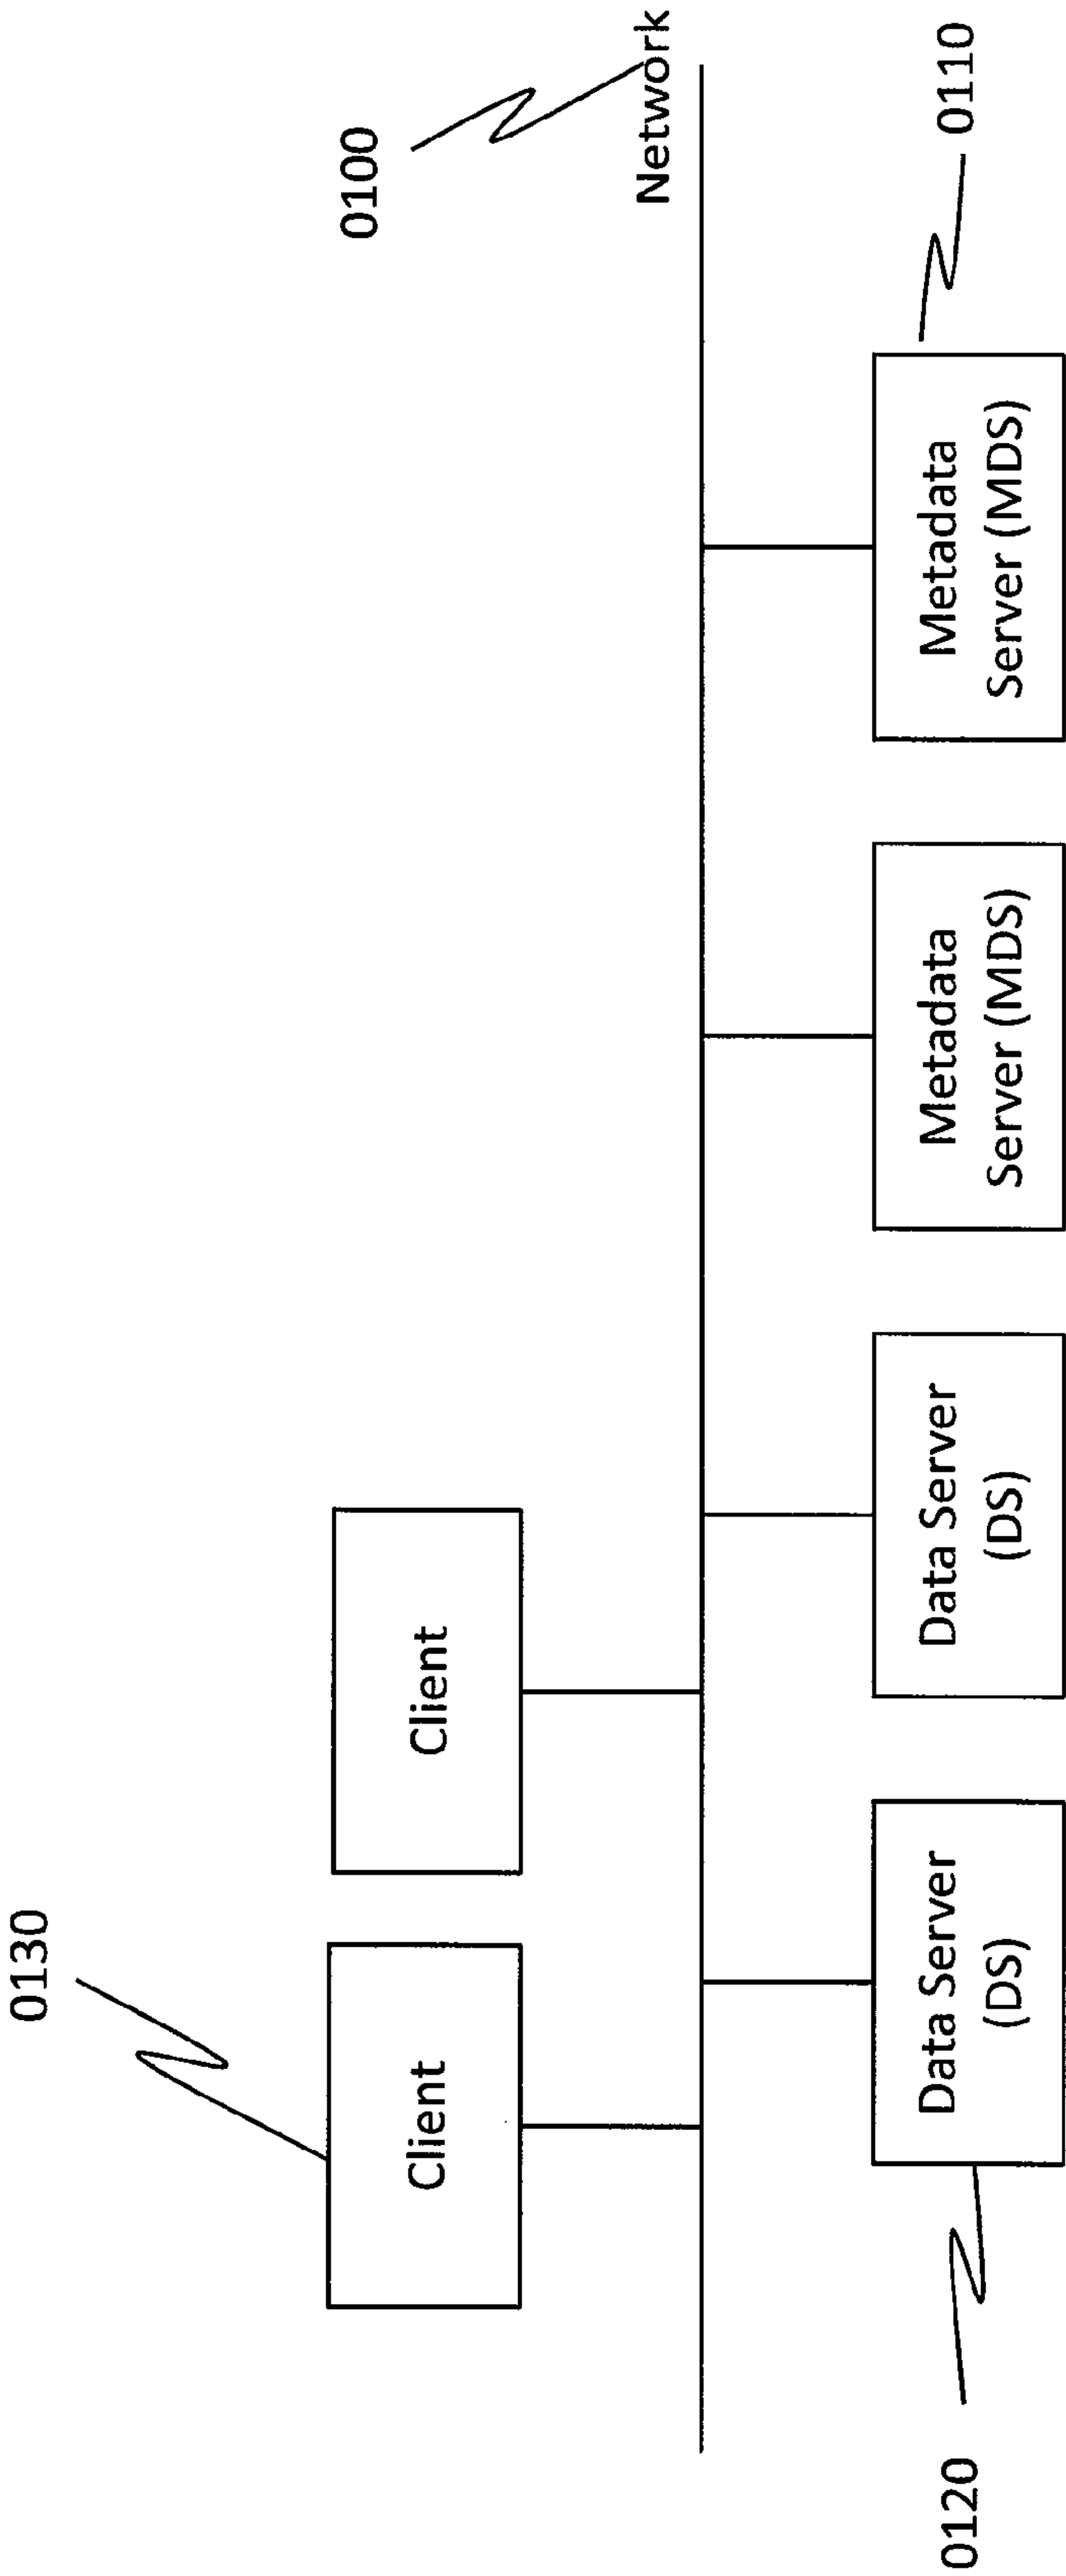 0130
0100
Client
Client
Network
Data Server
(DS)
Data Server
(DS)
Metadata
Server (MDS)
Metadata
Server (MDS)
0120
0110